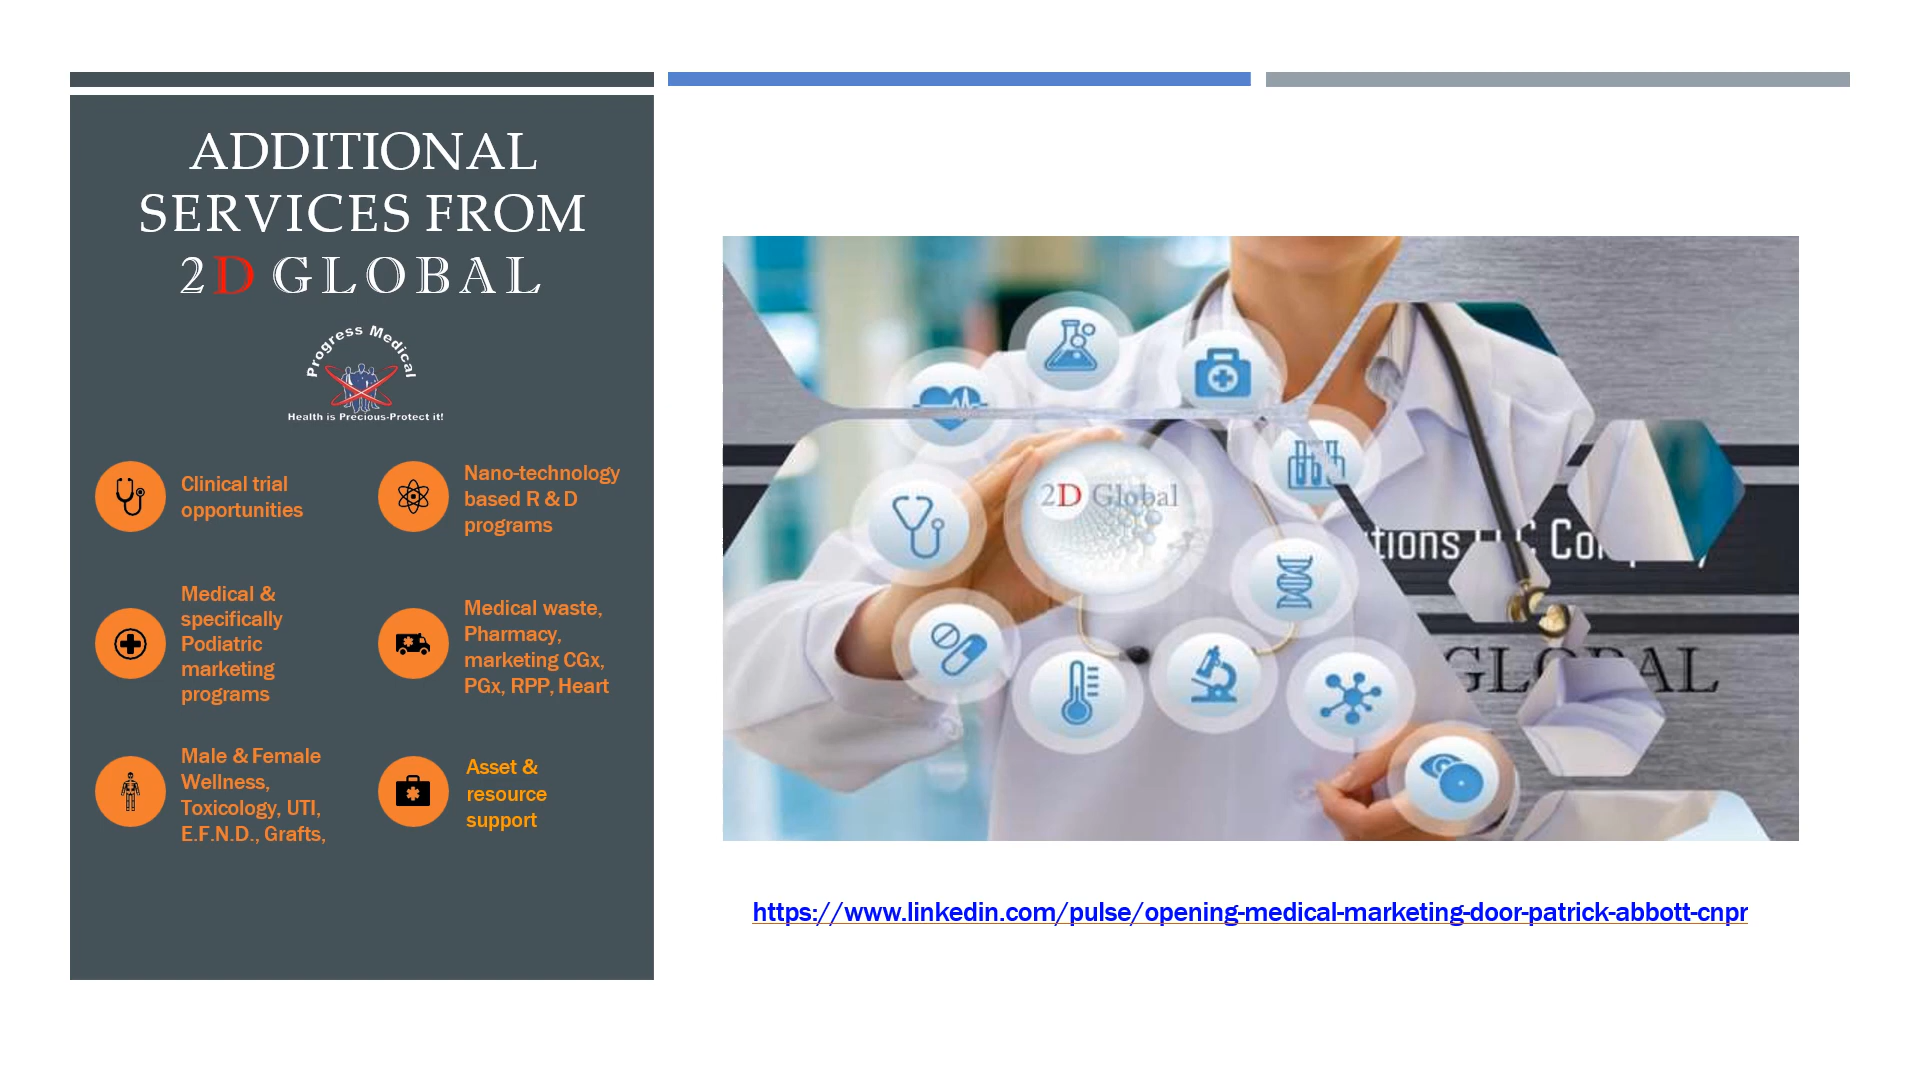 ADDITIONAL
SERVICES FROM
2D GLOBAL
Progress Medical
Health is Precious-Protect it!
Clinical trial
opportunities
Nano-technology
based R & D
programs
Medical &
specifically
Podiatric
marketing
programs
Medical waste,
Pharmacy,
marketing CGx,
PGx, RPP, Heart
Male & Female
Wellness,
Toxicology, UTI,
E.F.N.D., Grafts,
Asset &
resource
support
2D Global
https://www.linkedin.com/pulse/opening-medical-marketing-door-patrick-abbott-cnpr